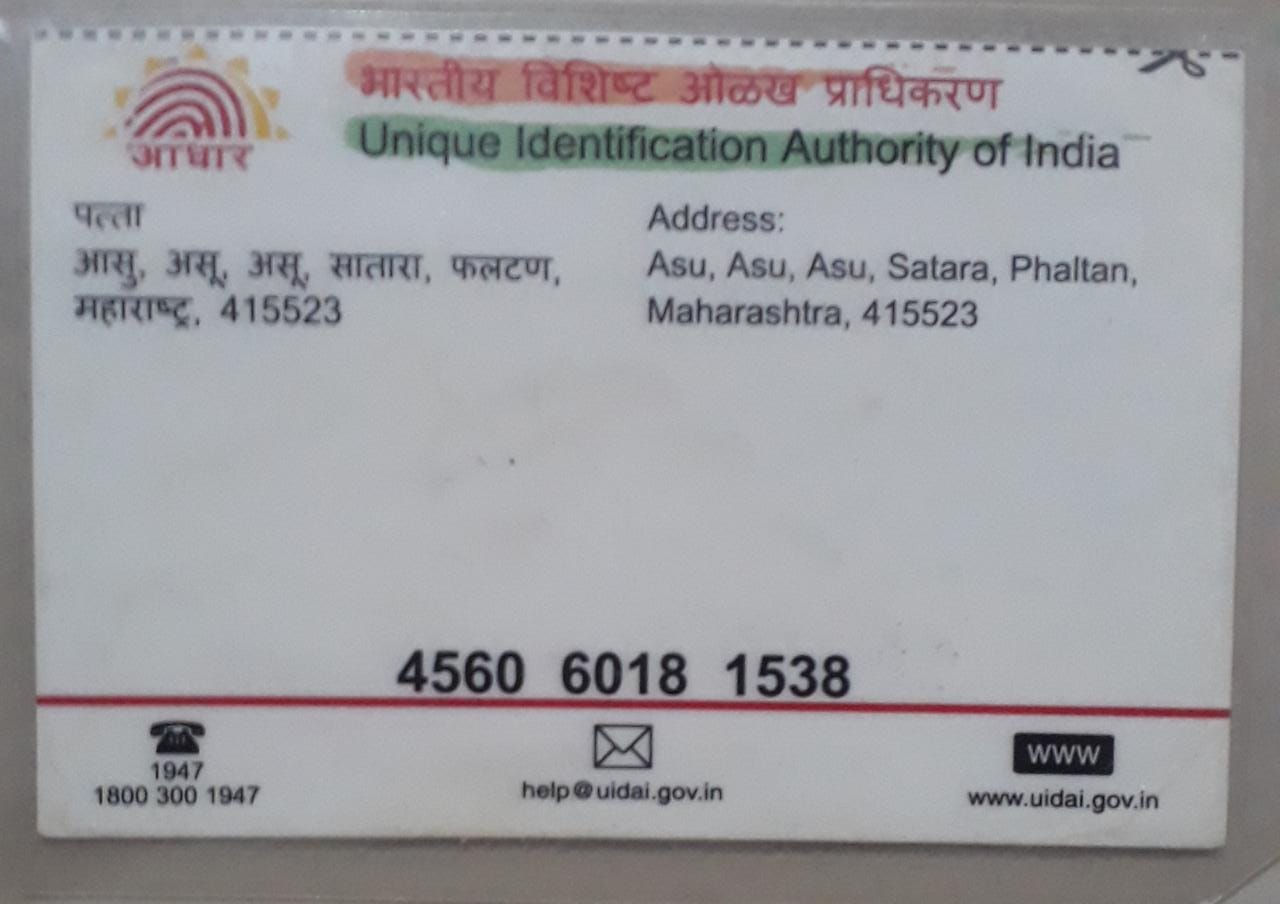 आधार
भारतीय विशिष्ट ओळख प्राधिकरण
Unique Identification Authority of India
पत्ता
आसु, असू, असू, सातारा, फलटण,
महाराष्ट्र, 415523
Address:
Asu, Asu, Asu, Satara, Phaltan,
Maharashtra, 415523
4560 6018 1538
1947
1800 300 1947
help@uidai.gov.in
www
www.uidai.gov.in